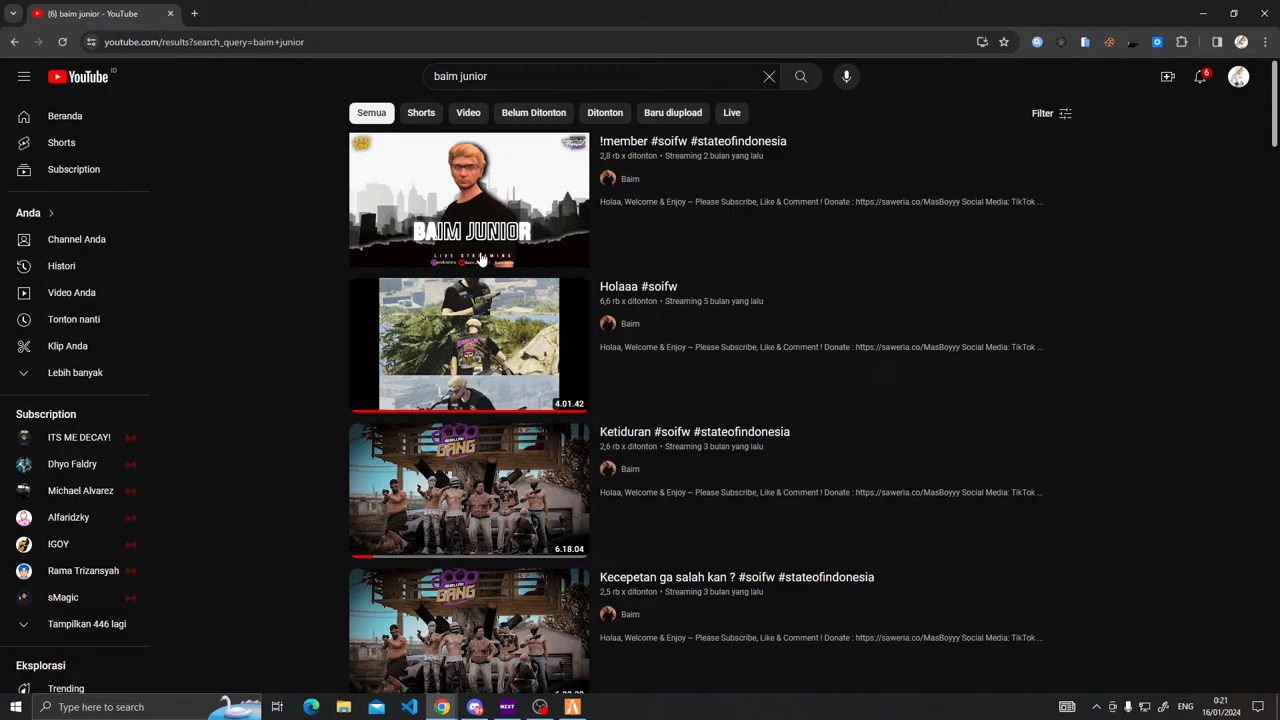 (6) baim junior - YouTube
youtube.com/results?search_query=baim+junior
YouTube
ID
baim junior
6
Beranda
Shorts
Subscription
Anda
Channel Anda
Histori
Video Anda
Tonton nanti
Klip Anda
Lebih banyak
Subscription
ITS ME DECAY!
Dhyo Faldry
Michael Alvarez
Alfaridzky
IGOY
Rama Trizansyah
sMagic
Tampilkan 446 lagi
Eksplorasi
Trending
Semua
Shorts
Video
Belum Ditonton
Ditonton
Baru diupload
Live
Filter
BAIM JUNIOR
LIVE STREAMING
!member #soifw #stateofindonesia
2,8 rb x ditonton • Streaming 2 bulan yang lalu
Baim
Holaa, Welcome & Enjoy ~ Please Subscribe, Like & Comment ! Donate : https://saweria.co/MasBoyyy Social Media: TikTok ...
4.01.42
Holaaa #soifw
6,6 rb x ditonton • Streaming 5 bulan yang lalu
Baim
Holaa, Welcome & Enjoy ~ Please Subscribe, Like & Comment ! Donate : https://saweria.co/MasBoyyy Social Media: TikTok ...
GANG
6.18.04
Ketiduran #soifw #stateofindonesia
2,6 rb x ditonton • Streaming 3 bulan yang lalu
Baim
Holaa, Welcome & Enjoy ~ Please Subscribe, Like & Comment ! Donate : https://saweria.co/MasBoyyy Social Media: TikTok ...
GANG
Kecepetan ga salah kan ? #soifw #stateofindonesia
2,5 rb x ditonton • Streaming 3 bulan yang lalu
Baim
Holaa, Welcome & Enjoy ~ Please Subscribe, Like & Comment ! Donate : https://saweria.co/MasBoyyy Social Media: TikTok ...
Type here to search
NIXT
ENG
0:21
16/01/2024